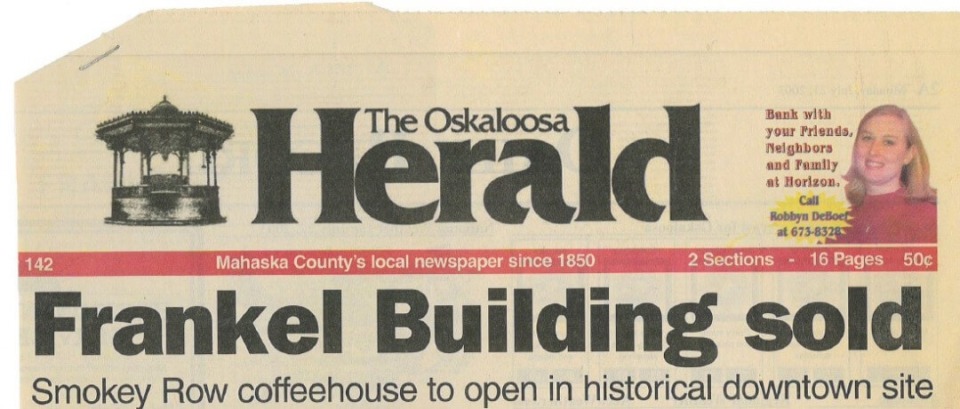 The Oskaloosa
Herald
Bank with
your Friends,
Neighbors
and Family
at Horizon.
Call
Robbyn DeBoef
at 673-8328
142 Mahaska County's local newspaper since 1850 2 Sections - 16 Pages 50¢
Frankel Building sold
Smokey Row coffeehouse to open in historical downtown site